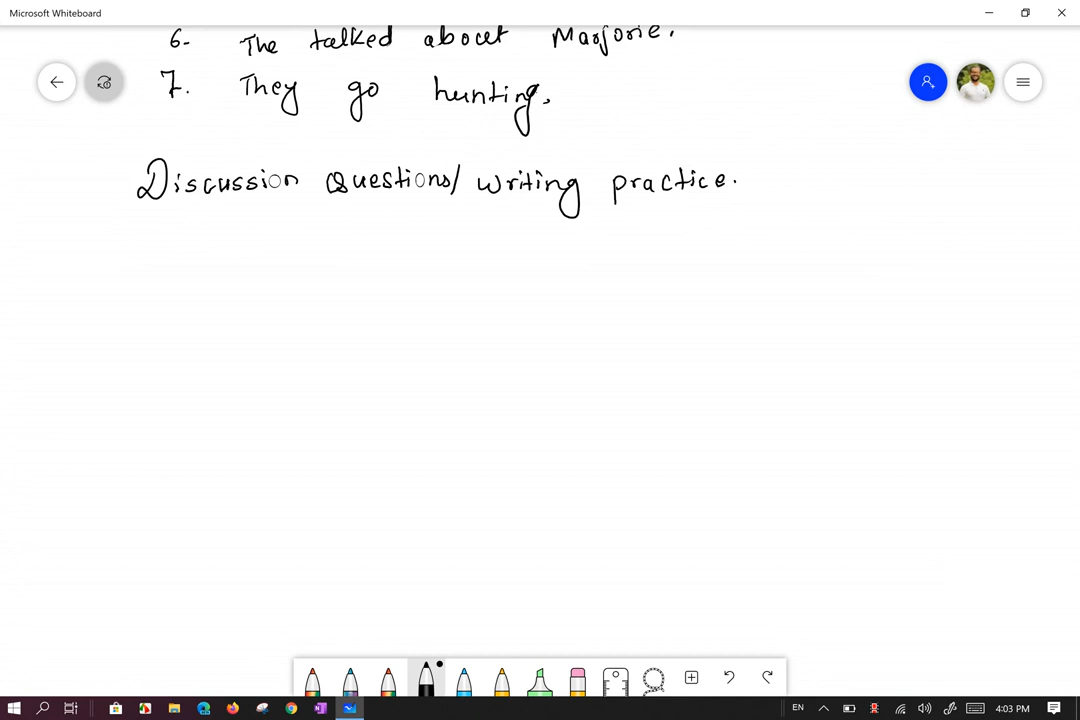 Microsoft Whiteboard
6. The talked about Marjorie.
7. They go hunting.
Discussion Questions/ writing practice.
EN
4:03 PM